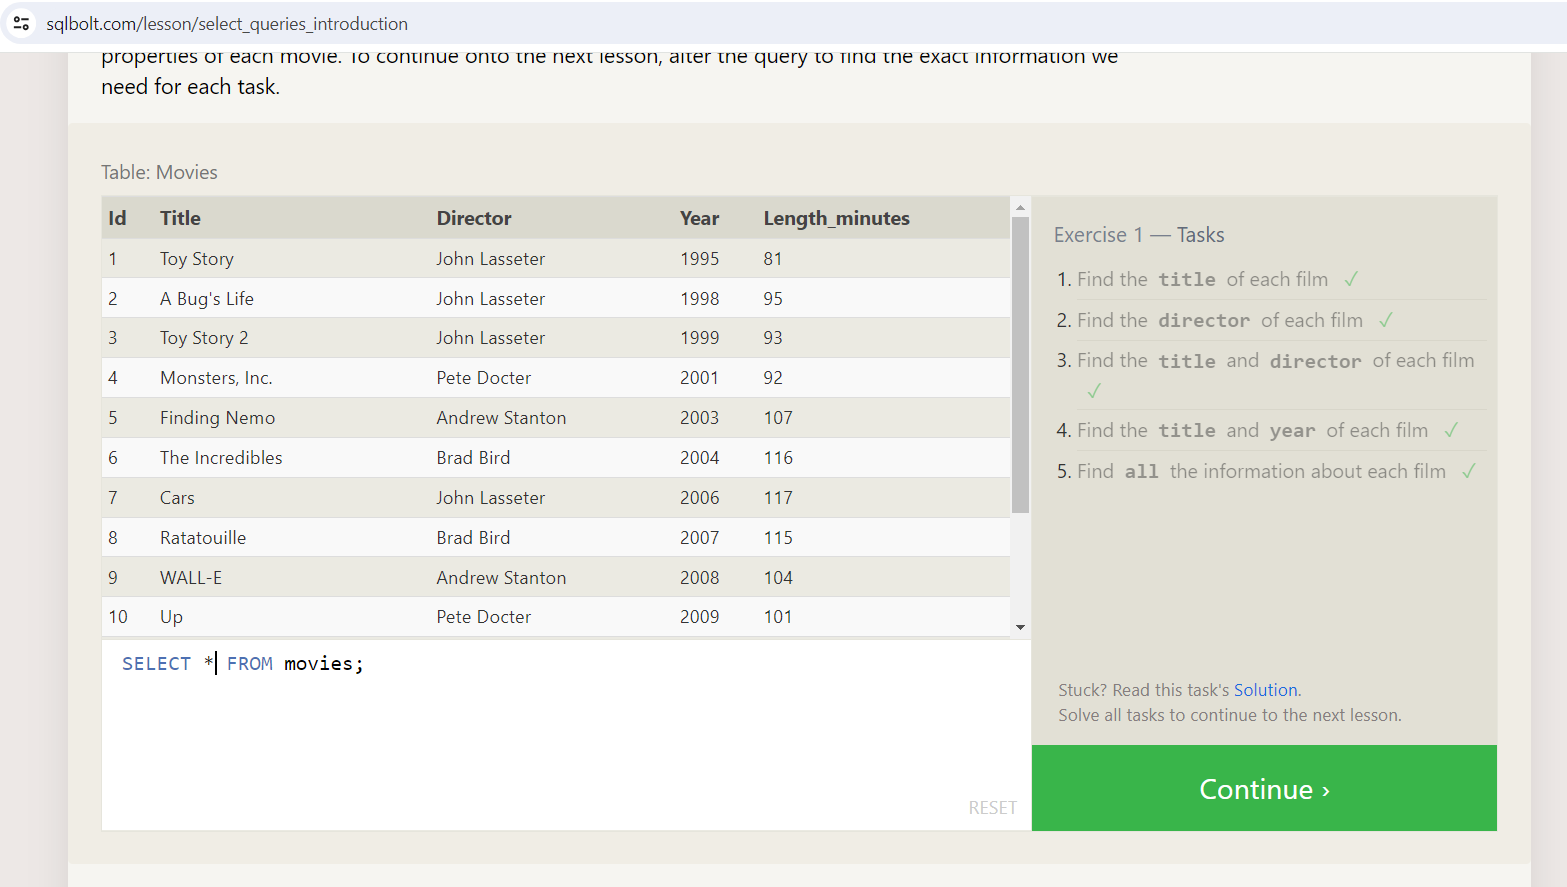 sqlbolt.com/lesson/select_queries_introduction
properties of each movie. To continue onto the next lesson, alter the query to find the exact information we
need for each task.
Table: Movies
Id Title Director Year Length_minutes
1 Toy Story John Lasseter 1995 81
2 A Bug's Life John Lasseter 1998 95
3 Toy Story 2 John Lasseter 1999 93
4 Monsters, Inc. Pete Docter 2001 92
5 Finding Nemo Andrew Stanton 2003 107
6 The Incredibles Brad Bird 2004 116
7 Cars John Lasseter 2006 117
8 Ratatouille Brad Bird 2007 115
9 WALL-E Andrew Stanton 2008 104
10 Up Pete Docter 2009 101
SELECT * FROM movies;
RESET
Exercise 1 — Tasks
1. Find the title of each film ✓
2. Find the director of each film ✓
3. Find the title and director of each film
✓
4. Find the title and year of each film ✓
5. Find all the information about each film ✓
Stuck? Read this task's Solution.
Solve all tasks to continue to the next lesson.
Continue ›